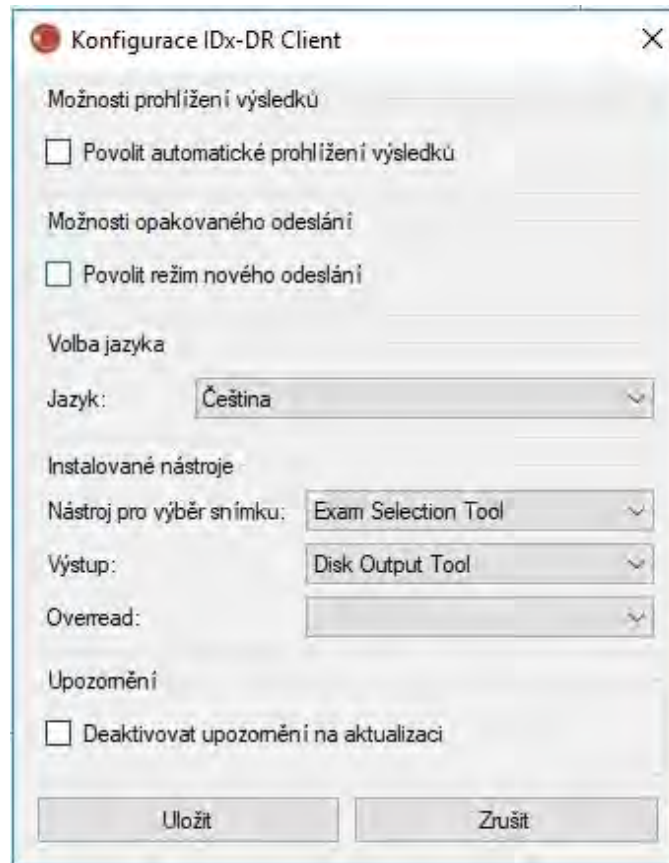 Konfigurace IDx-DR Client
Možnosti prohlížení výsledků
Povolit automatické prohlížení výsledků
Možnosti opakovaného odeslání
Povolit režim nového odeslání
Volba jazyka
Jazyk: Čeština
Instalované nástroje
Nástroj pro výběr snímku: Exam Selection Tool
Výstup: Disk Output Tool
Overread:
Upozornění
Deaktivovat upozornění na aktualizaci
Uložit Zrušit